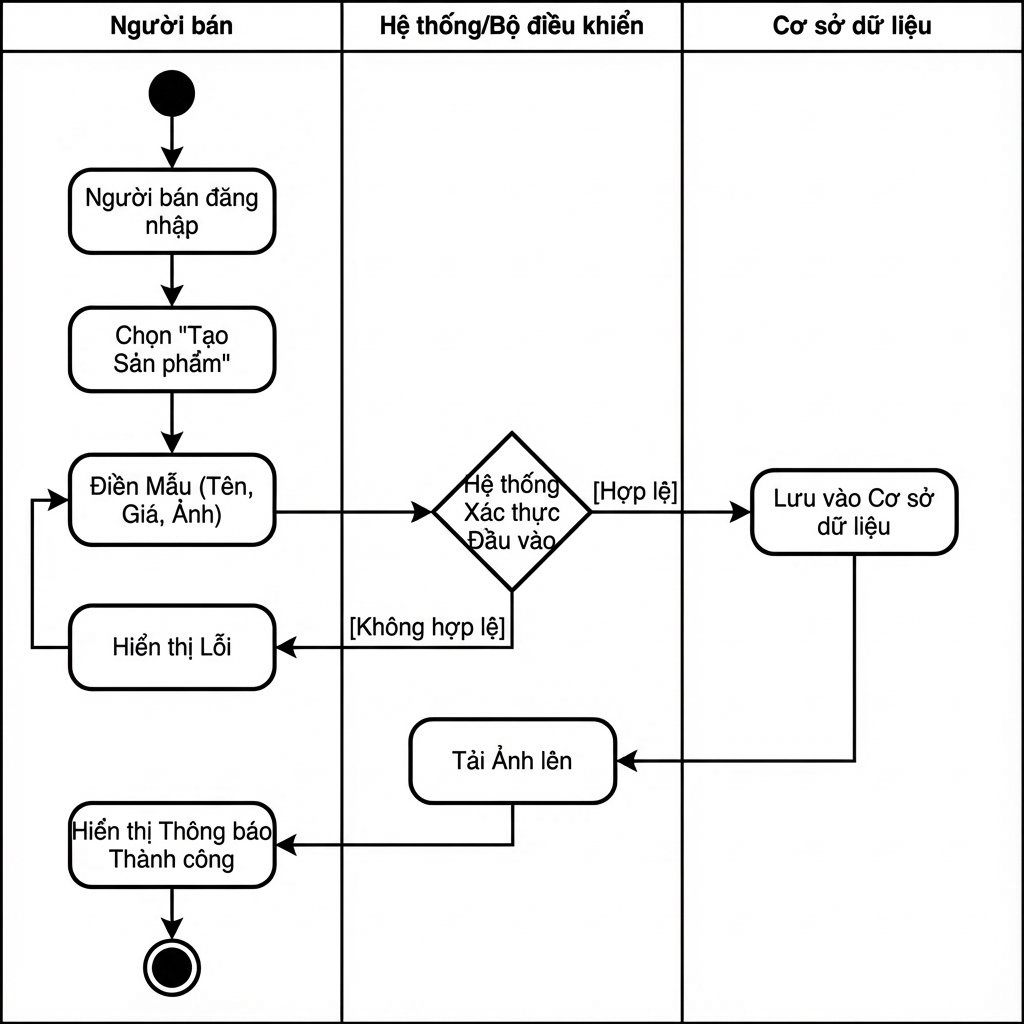 Người bán
Hệ thống/Bộ điều khiển
Cơ sở dữ liệu
Người bán đăng
nhập
Chọn "Tạo
Sản phẩm"
Điền Mẫu (Tên,
Giá, Ảnh)
Hệ thống
Xác thực
Đầu vào
[Hợp lệ]
Lưu vào Cơ sở
dữ liệu
[Không hợp lệ]
Hiển thị Lỗi
Tải Ảnh lên
Hiển thị Thông báo
Thành công